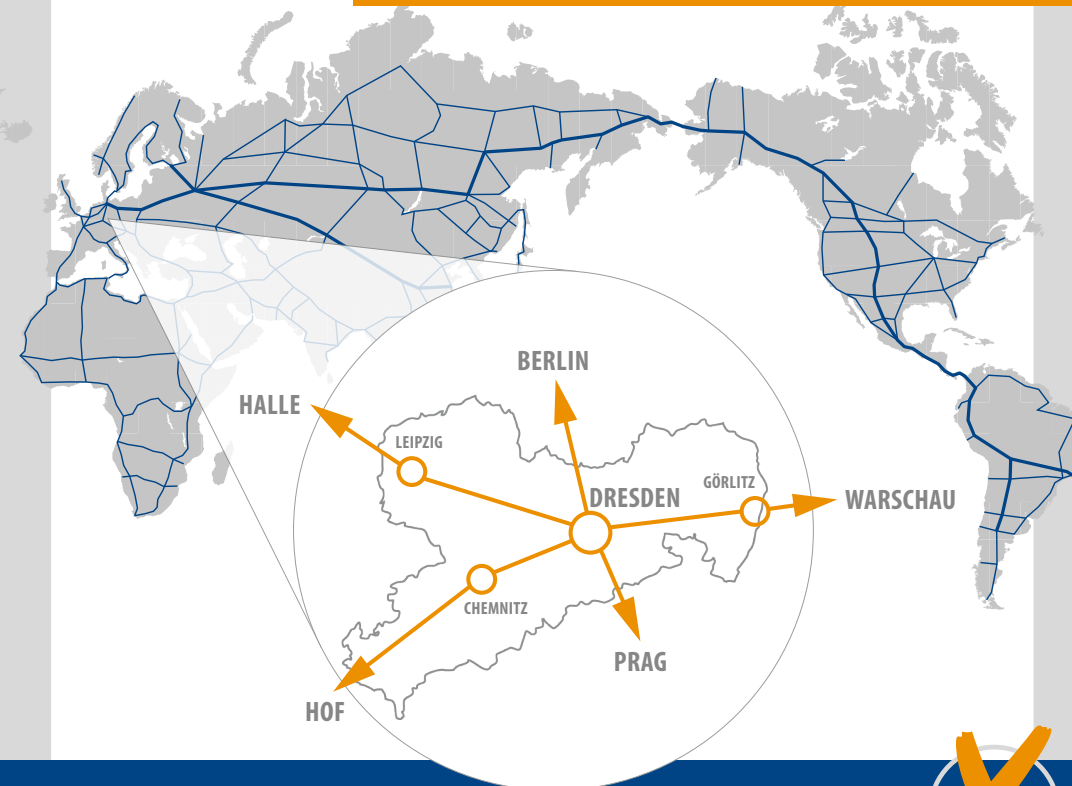 BERLIN
HALLE
LEIPZIG
GÖRLITZ
DRESDEN
WARSCHAU
CHEMNITZ
PRAG
HOF